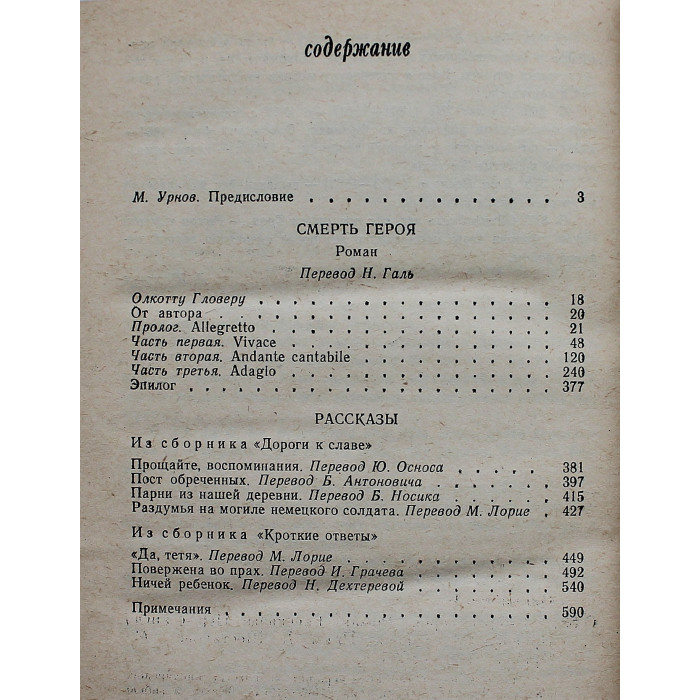 содержание
М. Урнов. Предисловие . . . . . . . . . . . . . . . 3
СМЕРТЬ ГЕРОЯ
Роман
Перевод Н. Галь
Олкотту Гловеру . . . . . . . . . . . . . . . . . 18
От автора . . . . . . . . . . . . . . . . . . . 20
Пролог. Allegretto . . . . . . . . . . . . . . . . 21
Часть первая. Vivace . . . . . . . . . . . . . . . 48
Часть вторая. Andante cantabile . . . . . . . . . . . 120
Часть третья. Adagio . . . . . . . . . . . . . . . 240
Эпилог . . . . . . . . . . . . . . . . . . . . 377
РАССКАЗЫ
Из сборника «Дороги к славе»
Прощайте, воспоминания. Перевод Ю. Осноса . . . . . . 381
Пост обреченных. Перевод Б. Антоновича . . . . . . . 397
Парни из нашей деревни. Перевод Б. Носика . . . . . . 415
Раздумья на могиле немецкого солдата. Перевод М. Лорие . . 427
Из сборника «Кроткие ответы»
«Да, тетя». Перевод М. Лорие . . . . . . . . . . . . 449
Повержена во прах. Перевод И. Грачева . . . . . . . . 492
Ничей ребенок. Перевод Н. Дехтеревой . . . . . . . . 540
Примечания . . . . . . . . . . . . . . . . . . 590